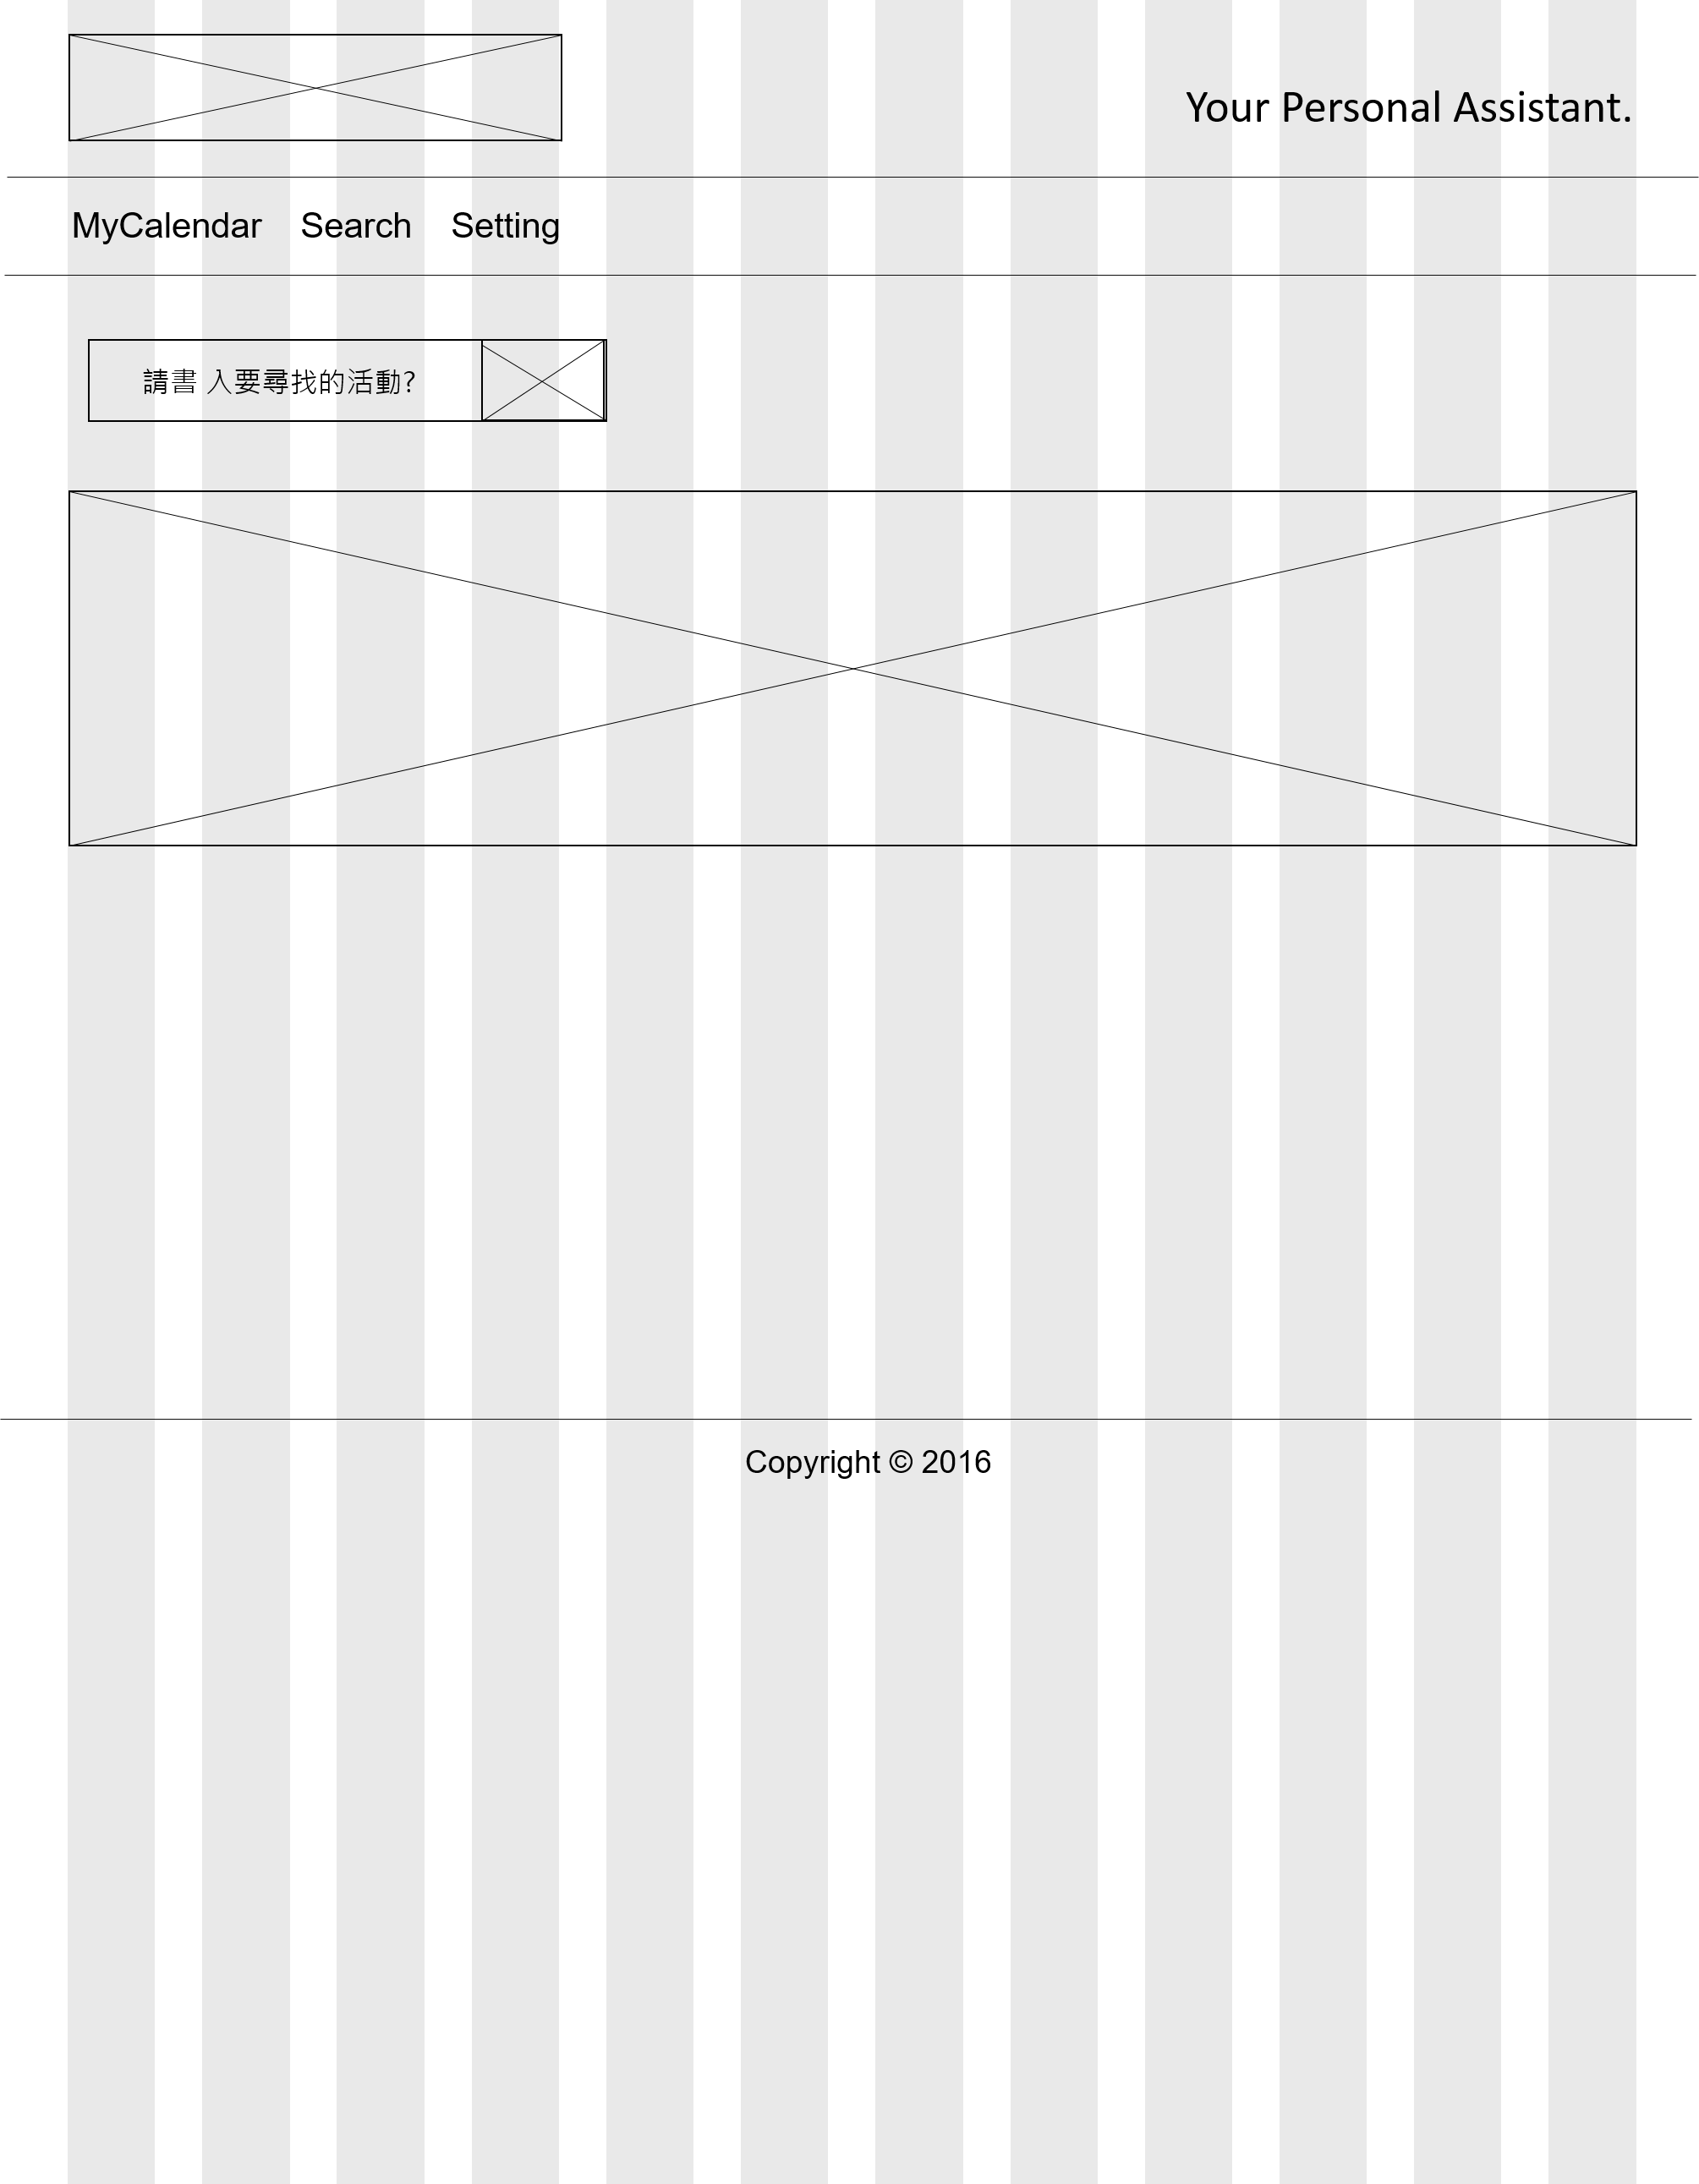 Your Personal Assistant.
MyCalendar Search Setting
請書 入要尋找的活動?
Copyright © 2016